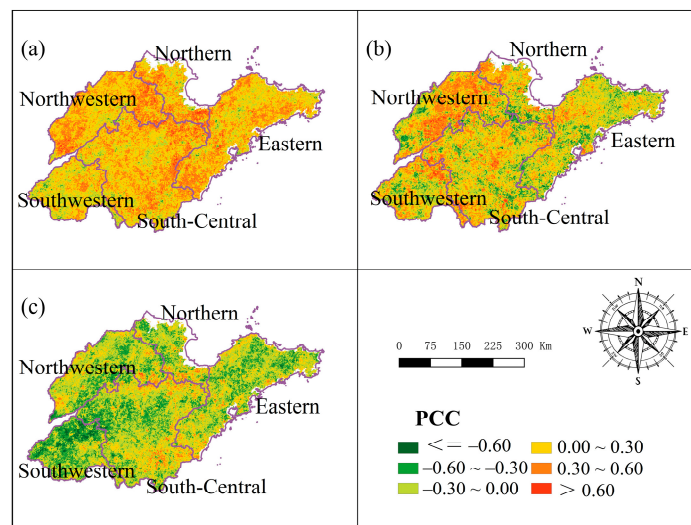 (a)
Northern
Northwestern
Eastern
Southwestern
South-Central
(b)
Northern
Northwestern
Eastern
Southwestern
South-Central
(c)
Northern
Northwestern
Eastern
Southwestern
South-Central
N
W E
S
0 75 150 225 300 Km
PCC
<− −0.60 0.00 ~ 0.30
−0.60 ~ −0.30 0.30 ~ 0.60
−0.30 ~ 0.00 > 0.60